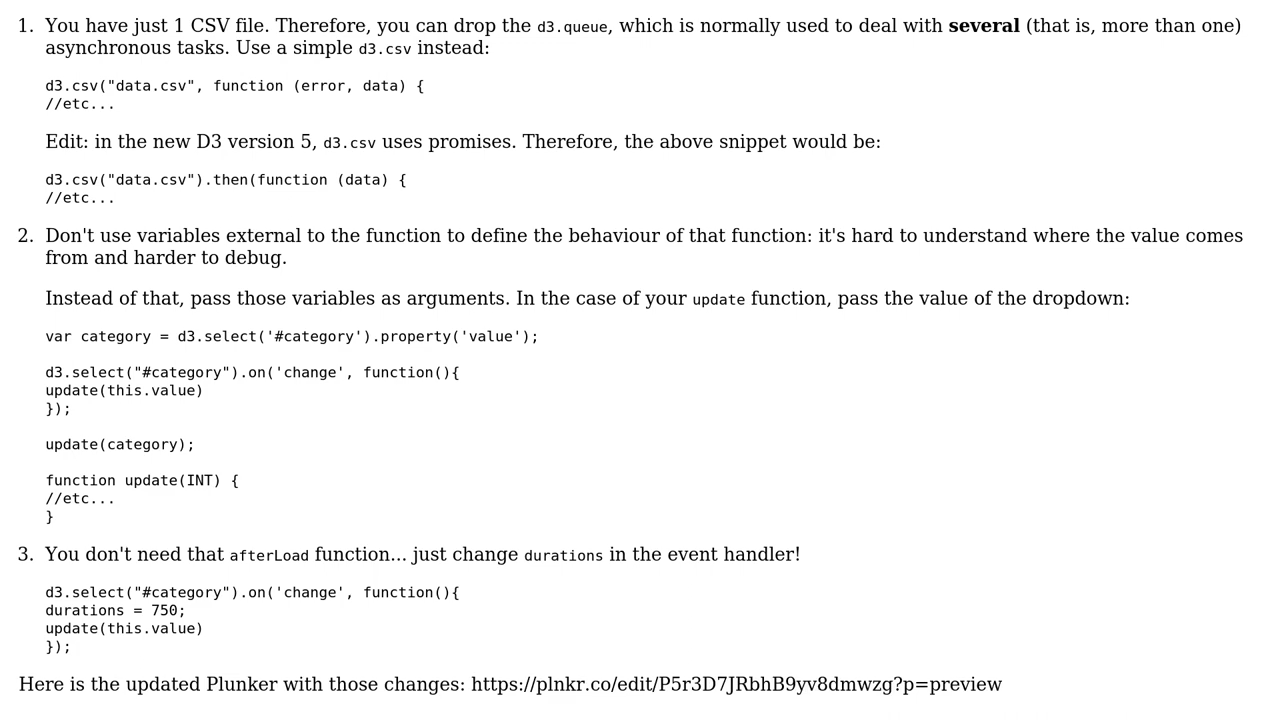 1. You have just 1 CSV file. Therefore, you can drop the d3.queue, which is normally used to deal with several (that is, more than one)
asynchronous tasks. Use a simple d3.csv instead:
d3.csv("data.csv", function (error, data) {
//etc...
Edit: in the new D3 version 5, d3.csv uses promises. Therefore, the above snippet would be:
d3.csv("data.csv").then(function (data) {
//etc...
2. Don't use variables external to the function to define the behaviour of that function: it's hard to understand where the value comes
from and harder to debug.
Instead of that, pass those variables as arguments. In the case of your update function, pass the value of the dropdown:
var category = d3.select('#category').property('value');
d3.select("#category").on('change', function(){
update(this.value)
});
update(category);
function update(INT) {
//etc...
}
3. You don't need that afterLoad function... just change durations in the event handler!
d3.select("#category").on('change', function(){
durations = 750;
update(this.value)
});
Here is the updated Plunker with those changes: https://plnkr.co/edit/P5r3D7JRbhB9yv8dmwzg?p=preview